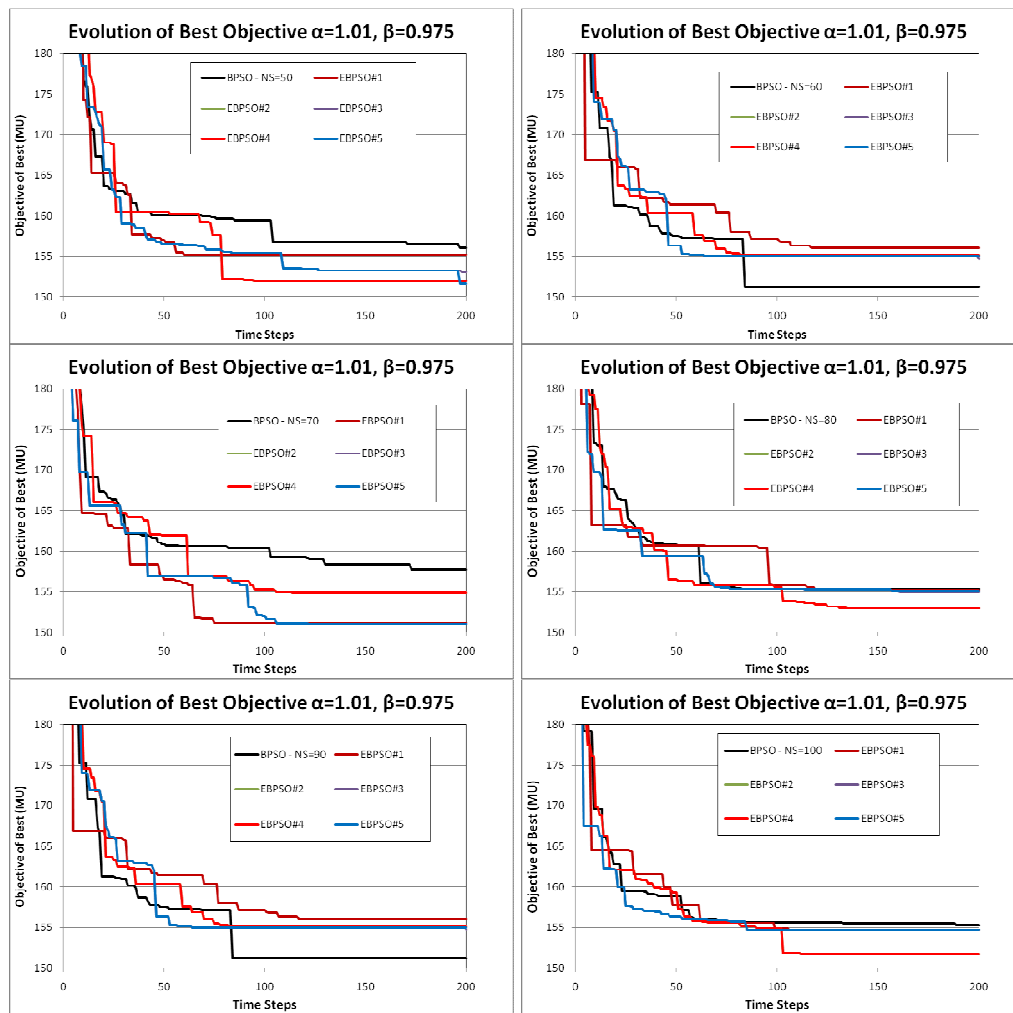 Evolution of Best Objective α=1.01, β=0.975
Objective of Best (MU)
180
175
170
165
160
155
150
BPSO - NS=50
EBPSO#1
EBPSO#2
EBPSO#3
EBPSO#4
EBPSO#5
0
50
100
150
200
Time Steps
Evolution of Best Objective α=1.01, β=0.975
Objective of Best (MU)
180
175
170
165
160
155
150
BPSO - NS=60
EBPSO#1
EBPSO#2
EBPSO#3
EBPSO#4
EBPSO#5
0
50
100
150
200
Time Steps
Evolution of Best Objective α=1.01, β=0.975
Objective of Best (MU)
180
175
170
165
160
155
150
BPSO - NS=70
EBPSO#1
EBPSO#2
EBPSO#3
EBPSO#4
EBPSO#5
0
50
100
150
200
Time Steps
Evolution of Best Objective α=1.01, β=0.975
Objective of Best (MU)
180
175
170
165
160
155
150
BPSO - NS=80
EBPSO#1
EBPSO#2
EBPSO#3
EBPSO#4
EBPSO#5
0
50
100
150
200
Time Steps
Evolution of Best Objective α=1.01, β=0.975
Objective of Best (MU)
180
175
170
165
160
155
150
BPSO - NS=90
EBPSO#1
EBPSO#2
EBPSO#3
EBPSO#4
EBPSO#5
0
50
100
150
200
Time Steps
Evolution of Best Objective α=1.01, β=0.975
Objective of Best (MU)
180
175
170
165
160
155
150
BPSO - NS=100
EBPSO#1
EBPSO#2
EBPSO#3
EBPSO#4
EBPSO#5
0
50
100
150
200
Time Steps